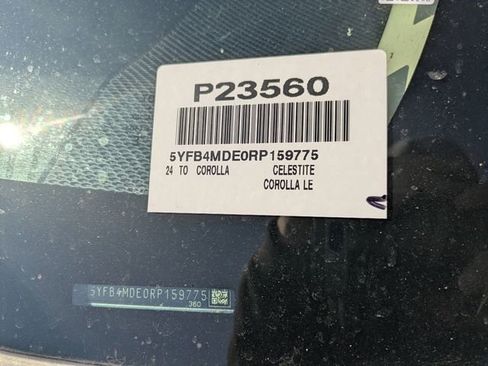 P23560
5YFB4MDE0RP159775
24 TO COROLLA CELESTITE
COROLLA LE
5YFB4MDE0RP159775
360